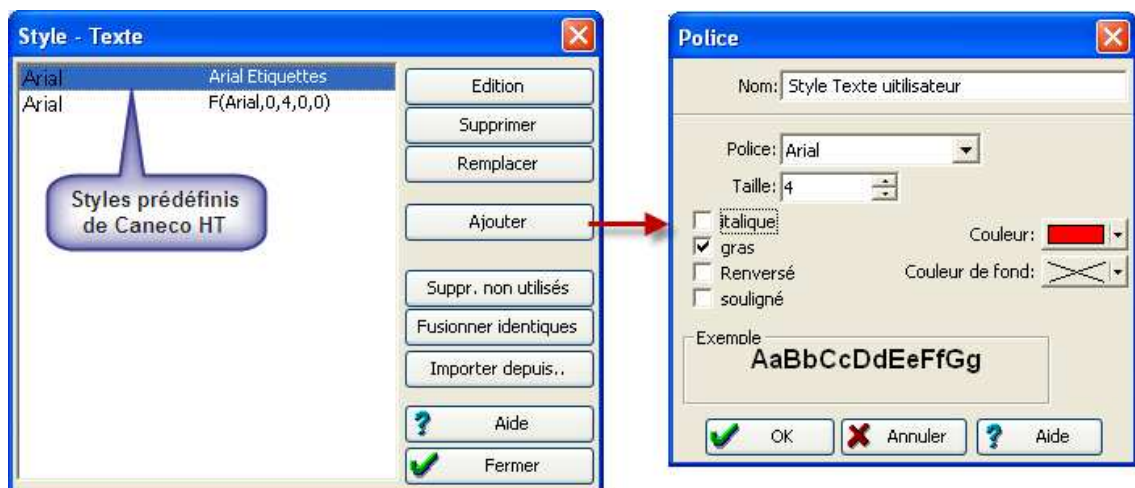 Style - Texte
Arial Arial Etiquettes
Arial F(Arial,0,4,0,0)
Styles prédéfinis
de Caneco HT
Edition
Supprimer
Remplacer
Ajouter
Suppr. non utilisés
Fusionner identiques
Importer depuis..
? Aide
Fermer
Police
Nom: Style Texte uitilisateur
Police: Arial
Taille: 4
italique
gras
Renversé
souligné
Couleur:
Couleur de fond:
Exemple
AaBbCcDdEeFfGg
OK
Annuler
? Aide